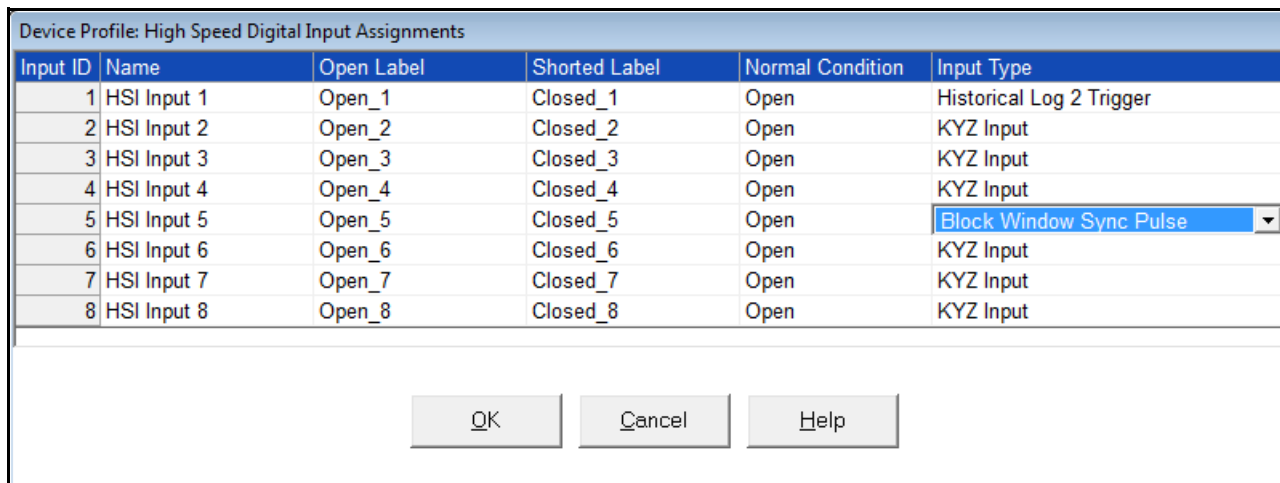 Device Profile: High Speed Digital Input Assignments
Input ID Name Open Label Shorted Label Normal Condition Input Type
1 HSI Input 1 Open_1 Closed_1 Open Historical Log 2 Trigger
2 HSI Input 2 Open_2 Closed_2 Open KYZ Input
3 HSI Input 3 Open_3 Closed_3 Open KYZ Input
4 HSI Input 4 Open_4 Closed_4 Open KYZ Input
5 HSI Input 5 Open_5 Closed_5 Open Block Window Sync Pulse
6 HSI Input 6 Open_6 Closed_6 Open KYZ Input
7 HSI Input 7 Open_7 Closed_7 Open KYZ Input
8 HSI Input 8 Open_8 Closed_8 Open KYZ Input
OK Cancel Help